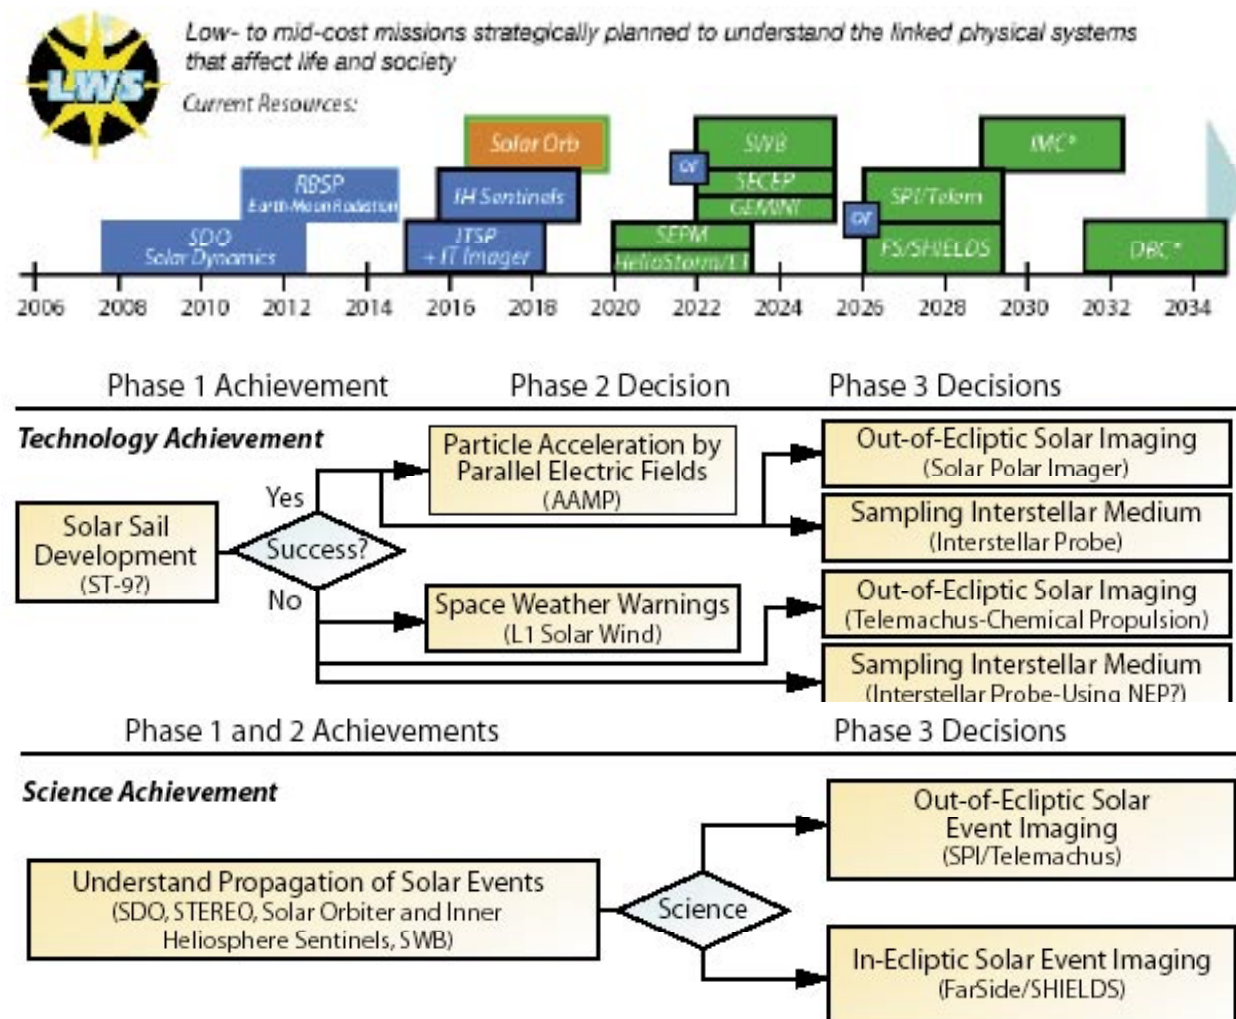 LWS
Low- to mid-cost missions strategically planned to understand the linked physical systems
that affect life and society
Current Resources:
Solar Orb
SWB
IMC*
or
RBSP
Earth-Moon Radiation
IH Sentinels
SECEP
GEMINI
SPI/Telem
or
SDO
Solar Dynamics
ITSP
+ IT Imager
SEPM
HelioStorm/L1
FS/SHIELDS
DBC*
2006 2008 2010 2012 2014 2016 2018 2020 2022 2024 2026 2028 2030 2032 2034
Phase 1 Achievement Phase 2 Decision Phase 3 Decisions
Technology Achievement
Solar Sail
Development
(ST-9?)
Success?
Yes
No
Particle Acceleration by
Parallel Electric Fields
(AAMP)
Space Weather Warnings
(L1 Solar Wind)
Out-of-Ecliptic Solar Imaging
(Solar Polar Imager)
Sampling Interstellar Medium
(Interstellar Probe)
Out-of-Ecliptic Solar Imaging
(Telemachus-Chemical Propulsion)
Sampling Interstellar Medium
(Interstellar Probe-Using NEP?)
Phase 1 and 2 Achievements Phase 3 Decisions
Science Achievement
Understand Propagation of Solar Events
(SDO, STEREO, Solar Orbiter and Inner
Heliosphere Sentinels, SWB)
Science
Out-of-Ecliptic Solar
Event Imaging
(SPI/Telemachus)
In-Ecliptic Solar Event Imaging
(FarSide/SHIELDS)